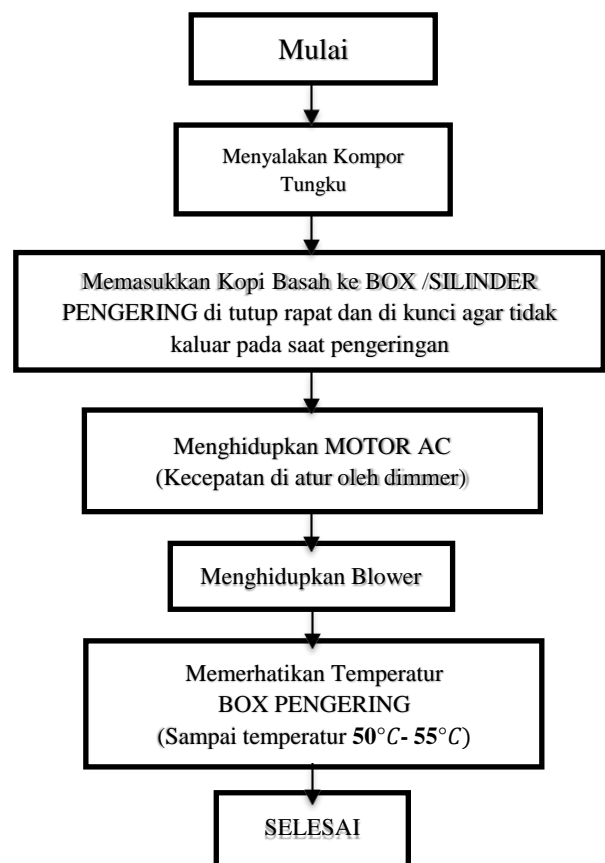 Mulai
Menyalakan Kompor
Tungku
Memasukkan Kopi Basah ke BOX /SILINDER
PENGERING di tutup rapat dan di kunci agar tidak
kaluar pada saat pengeringan
Menghidupkan MOTOR AC
(Kecepatan di atur oleh dimmer)
Menghidupkan Blower
Memerhatikan Temperatur
BOX PENGERING
(Sampai temperatur 50°C- 55°C)
SELESAI